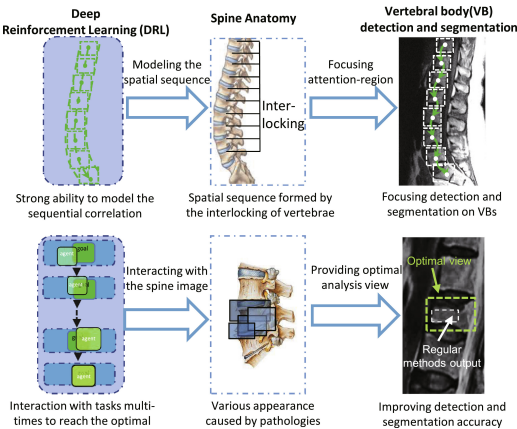 Deep
Reinforcement Learning (DRL)
Spine Anatomy
Vertebral body(VB)
detection and segmentation
Modeling the
spatial sequence
Focusing
attention-region
Inter-
locking
Strong ability to model the
sequential correlation
Spatial sequence formed by
the interlocking of vertebrae
Focusing detection and
segmentation on VBs
goal
agent
agent
Interacting with
the spine image
Providing optimal
analysis view
Optimal view
agent
agent
Regular
methods output
Interaction with tasks multi-
times to reach the optimal
Various appearance
caused by pathologies
Improving detection and
segmentation accuracy